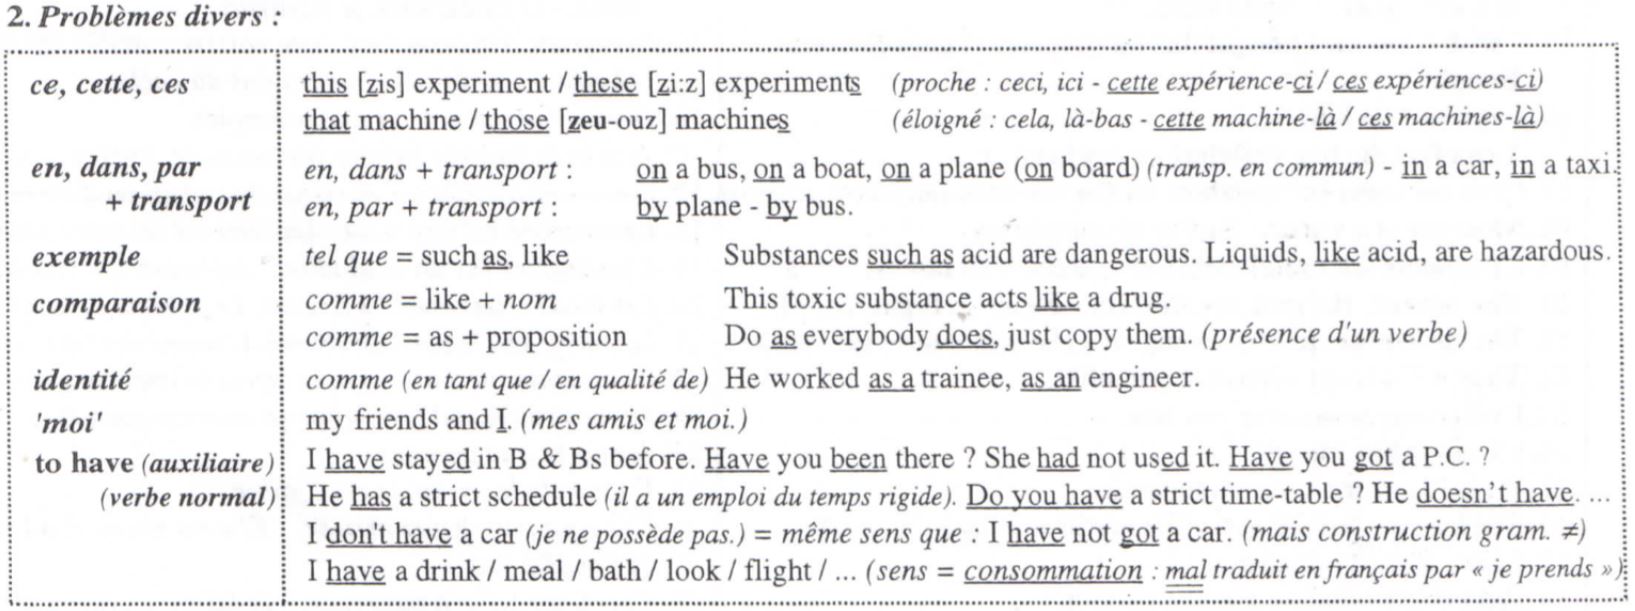 2. Problèmes divers :
ce, cette, ces this [zis] experiment / these [zi:z] experiments (proche : ceci, ici - cette expérience-ci / ces expériences-ci)
that machine / those [zeu-ouz] machines (éloigné : cela, là-bas - cette machine-là / ces machines-là)
en, dans, par en, dans + transport : on a bus, on a boat, on a plane (on board) (transp. en commun) - in a car, in a taxi.
+ transport en, par + transport : by plane - by bus.
exemple tel que = such as, like Substances such as acid are dangerous. Liquids, like acid, are hazardous.
comparaison comme = like + nom This toxic substance acts like a drug.
comme = as + proposition Do as everybody does, just copy them. (présence d'un verbe)
identité comme (en tant que / en qualité de) He worked as a trainee, as an engineer.
'moi' my friends and I. (mes amis et moi.)
to have (auxiliaire) I have stayed in B & Bs before. Have you been there ? She had not used it. Have you got a P.C. ?
(verbe normal) He has a strict schedule (il a un emploi du temps rigide). Do you have a strict time-table ? He doesn't have. ...
I don't have a car (je ne possède pas.) = même sens que : I have not got a car. (mais construction gram. ≠)
I have a drink / meal / bath / look / flight / ... (sens = consommation : mal traduit en français par « je prends »)